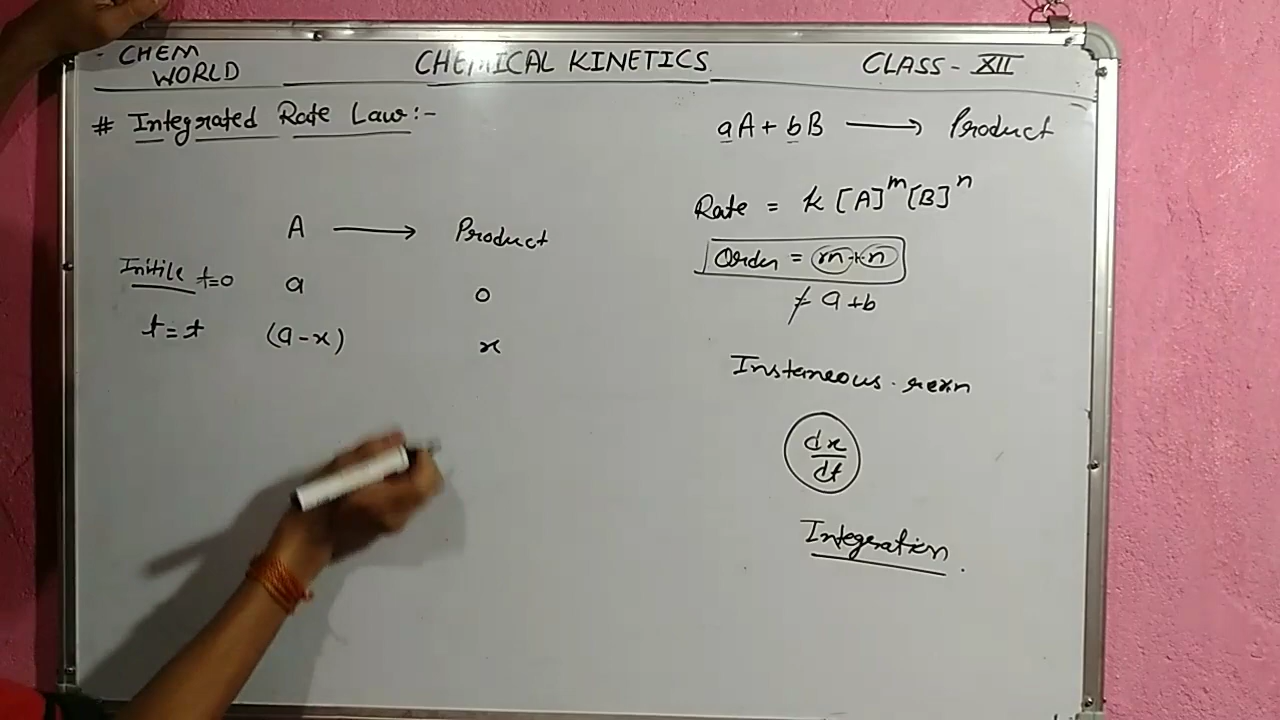 CHEM WORLD
CHEMICAL KINETICS
CLASS - XII
# Integrated Rate Law :-
A ⟶ Product
Initile t=0 a 0
t = t (a-x) x
aA + bB ⟶ Product
Rate = k [A]^m [B]^n
Order = m+n
≠ a+b
Insteneous. rexn
dx/dt
Integeration.